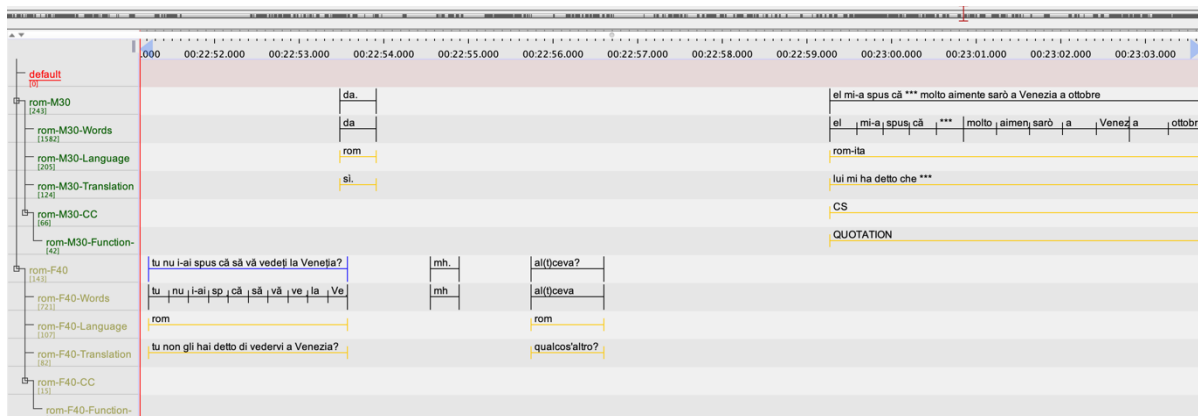 .000 00:22:52.000 00:22:53.000 00:22:54.000 00:22:55.000 00:22:56.000 00:22:57.000 00:22:58.000 00:22:59.000 00:23:00.000 00:23:01.000 00:23:02.000 00:23:03.000
default
[0]
rom-M30 da. el mi-a spus că *** molto aimente sarò a Venezia a ottobre
[243]
rom-M30-Words da el mi-a spus că *** molto aimen sarò a Venez a ottobr
[1582]
rom-M30-Language rom rom-ita
[205]
rom-M30-Translation sì. lui mi ha detto che ***
[124]
rom-M30-CC CS
[66]
rom-M30-Function- QUOTATION
[42]
rom-F40 tu nu i-ai spus că să vă vedeți la Veneția? mh. al(t)ceva?
[143]
rom-F40-Words tu nu i-ai sp că să vă ve la Ve mh al(t)ceva
[721]
rom-F40-Language rom rom
[107]
rom-F40-Translation tu non gli hai detto di vedervi a Venezia? qualcos'altro?
[82]
rom-F40-CC
[15]
rom-F40-Function-